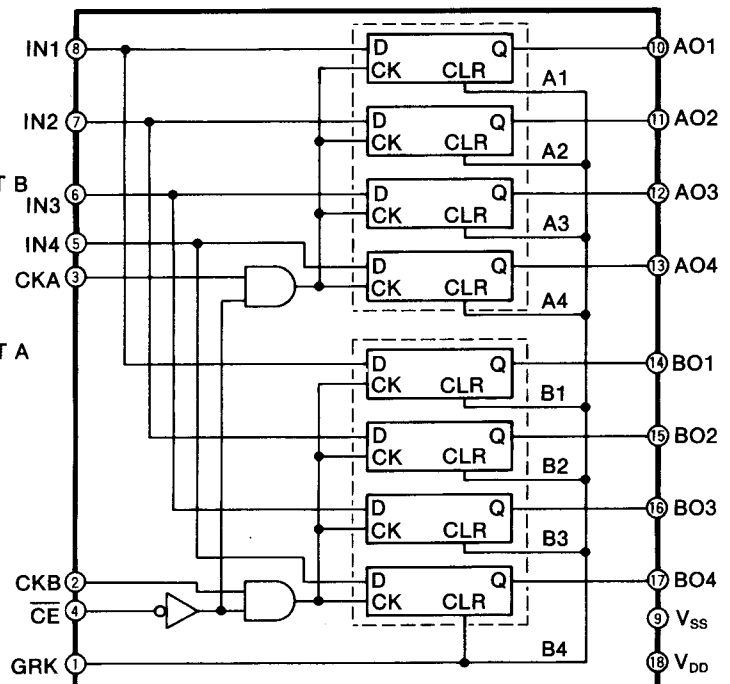 IN1 8 D Q 10 AO1
CK CLR A1
IN2 7 D Q 11 AO2
CK CLR A2
T B
6 D Q 12 AO3
IN3 CK CLR A3
IN4 5
D Q 13 AO4
CKA 3 CK CLR A4
T A
D Q 14 BO1
CK CLR B1
D Q 15 BO2
CK CLR B2
D Q 16 BO3
CK CLR B3
CKB 2 D Q 17 BO4
CK CLR
C̅E̅ 4 9 VSS
B4
GRK 1 18 VDD